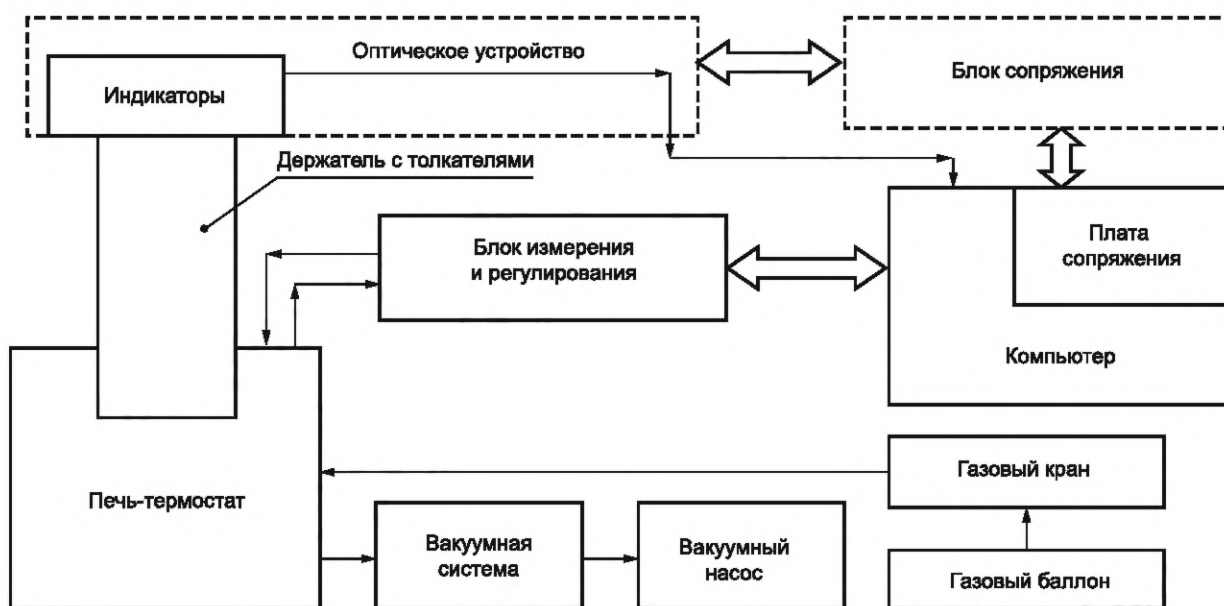 Оптическое устройство
Индикаторы
Блок сопряжения
Держатель с толкателями
Блок измерения
и регулирования
Плата
сопряжения
Компьютер
Печь-термостат
Газовый кран
Вакуумная
система
Вакуумный
насос
Газовый баллон